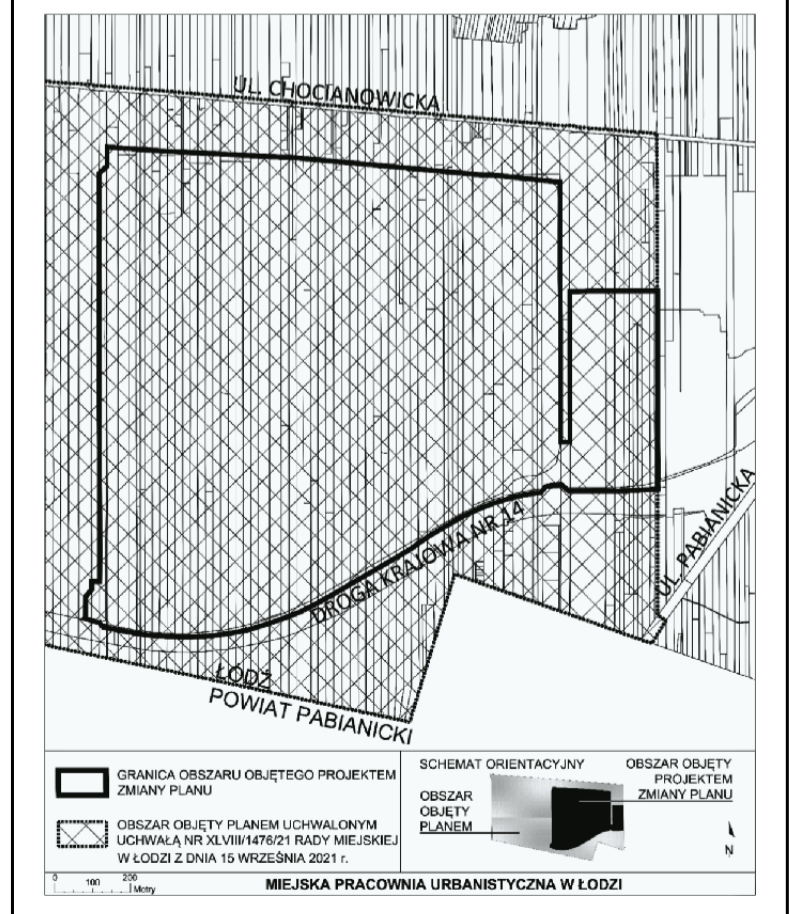 UL. CHOCIANOWICKA
UL. PABIANICKA
DROGA KRAJOWA NR 14
ŁÓDŹ
POWIAT PABIANICKI
GRANICA OBSZARU OBJĘTEGO PROJEKTEM
ZMIANY PLANU
OBSZAR OBJĘTY PLANEM UCHWALONYM
UCHWAŁĄ NR XLVIII/1476/21 RADY MIEJSKIEJ
W ŁODZI Z DNIA 15 WRZEŚNIA 2021 r.
SCHEMAT ORIENTACYJNY
OBSZAR
OBJĘTY
PLANEM
OBSZAR OBJĘTY
PROJEKTEM
ZMIANY PLANU
N
0 100 200
Metry
MIEJSKA PRACOWNIA URBANISTYCZNA W ŁODZI